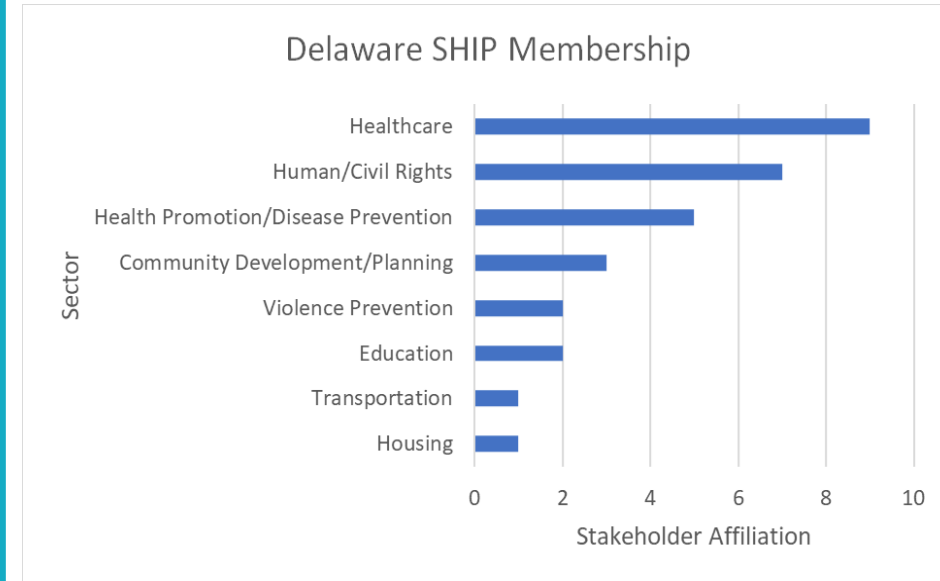 Delaware SHIP Membership
Healthcare
Human/Civil Rights
Health Promotion/Disease Prevention
Community Development/Planning
Violence Prevention
Education
Transportation
Housing
Sector
0 2 4 6 8 10
Stakeholder Affiliation